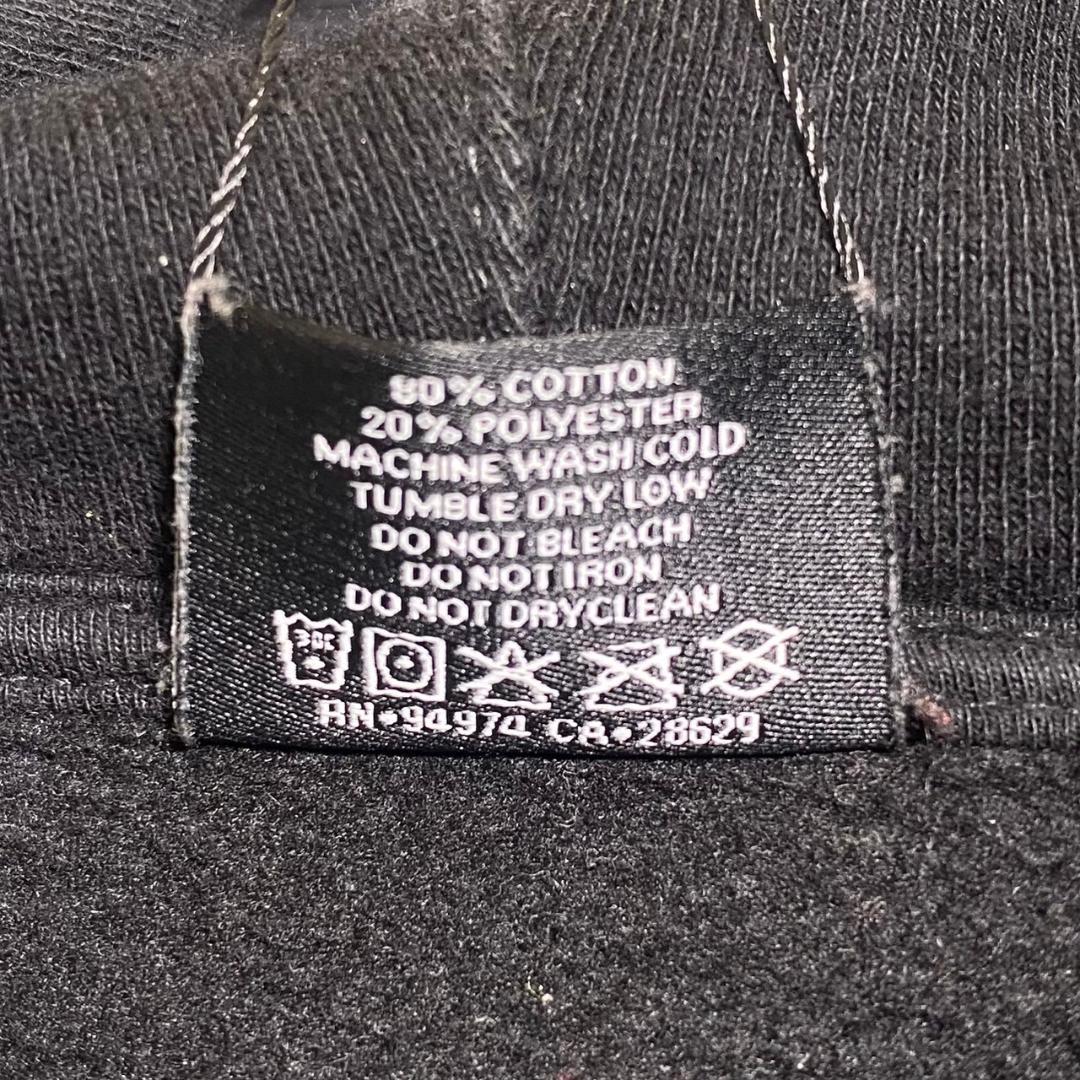 80% COTTON
20% POLYESTER
MACHINE WASH COLD
TUMBLE DRY LOW
DO NOT BLEACH
DO NOT IRON
DO NOT DRYCLEAN
30C
RN•94974 CA•28629